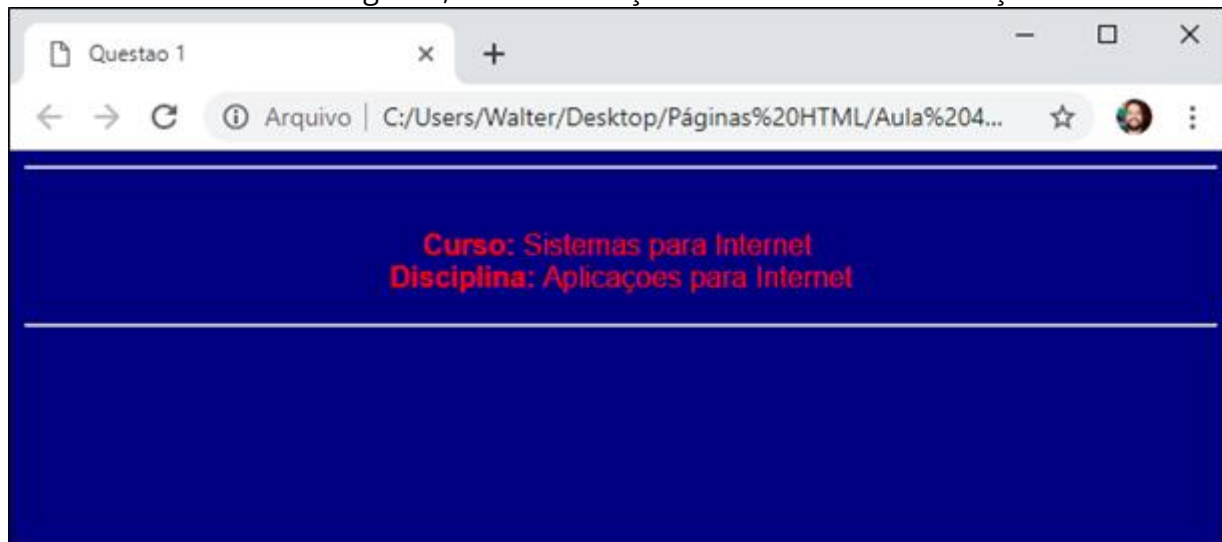 Questao 1
Arquivo | C:/Users/Walter/Desktop/Páginas%20HTML/Aula%204...
Curso: Sistemas para Internet
Disciplina: Aplicaçoes para Internet